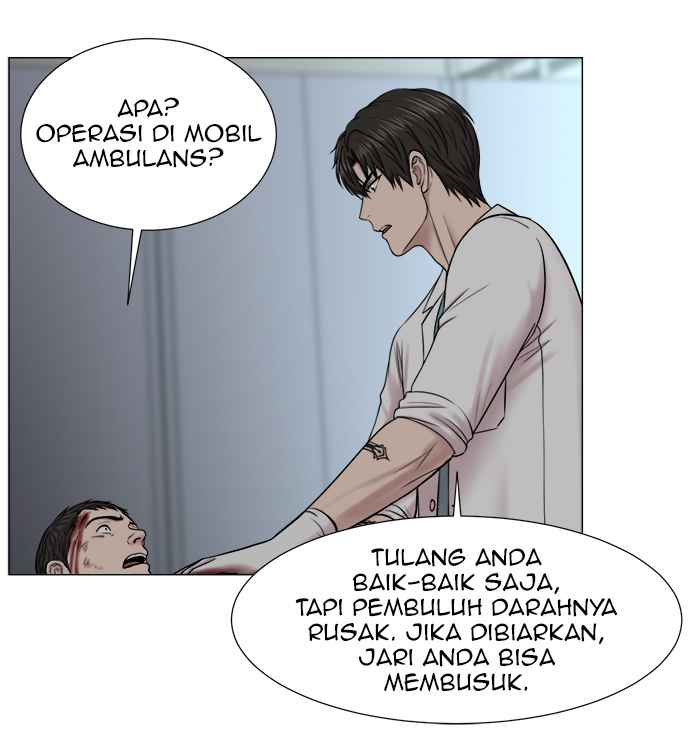 APA?
OPERASI DI MOBIL
AMBULANS?
TULANG ANDA
BAIK-BAIK SAJA,
TAPI PEMBULUH DARAHNYA
RUSAK. JIKA DIBIARKAN,
JARI ANDA BISA
MEMBUSUK.